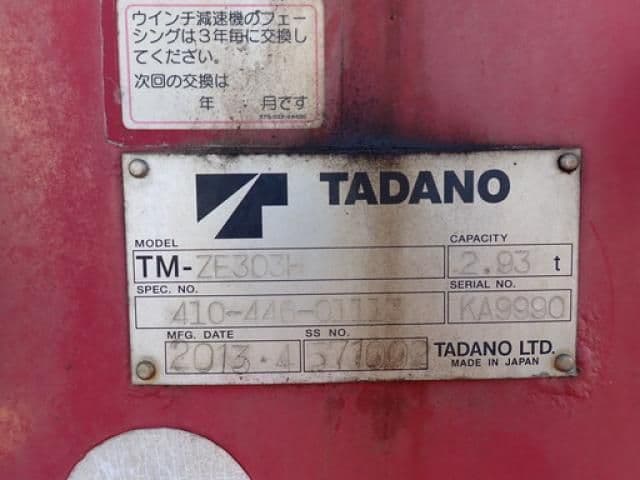 ウインチ減速機のフェー
シングは3年毎に交換し
てください。
次回の交換は
年 月です
TADANO
MODEL
CAPACITY
TM-ZE303H
2.93 t
SPEC. NO.
SERIAL NO.
KA9990
MFG. DATE
SS NO.
2013.4
571002
TADANO LTD.
MADE IN JAPAN